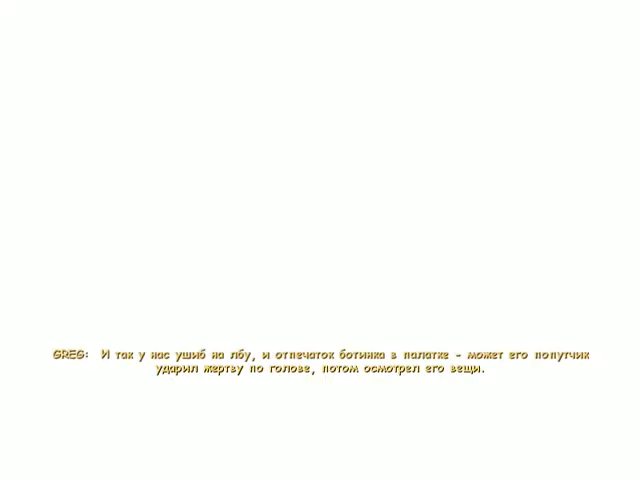 GREG: И так у нас ушиб на лбу, и отпечаток ботинка в палатке - может его попутчик
ударил жертву по голове, потом осмотрел его вещи.